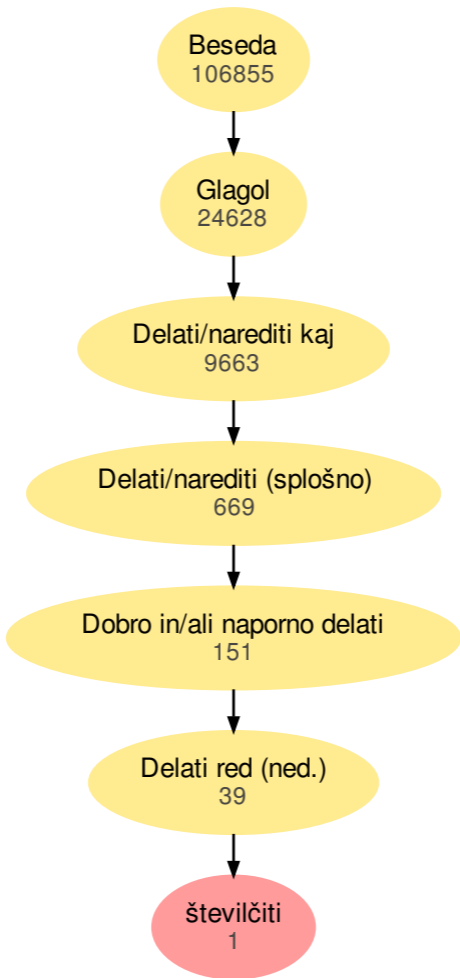 Beseda
106855
Glagol
24628
Delati/narediti kaj
9663
Delati/narediti (splošno)
669
Dobro in/ali naporno delati
151
Delati red (ned.)
39
številčiti
1